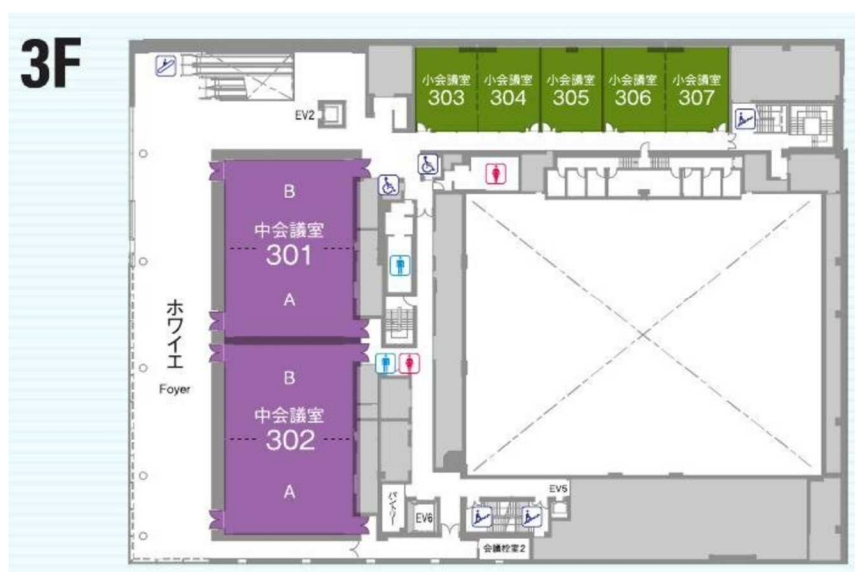 3F
小会議室
303
小会議室
304
小会議室
305
小会議室
306
小会議室
307
EV2
B
中会議室
301
A
ホワイエ
Foyer
B
中会議室
302
A
パントリー
EV6
EV5
会議控室2